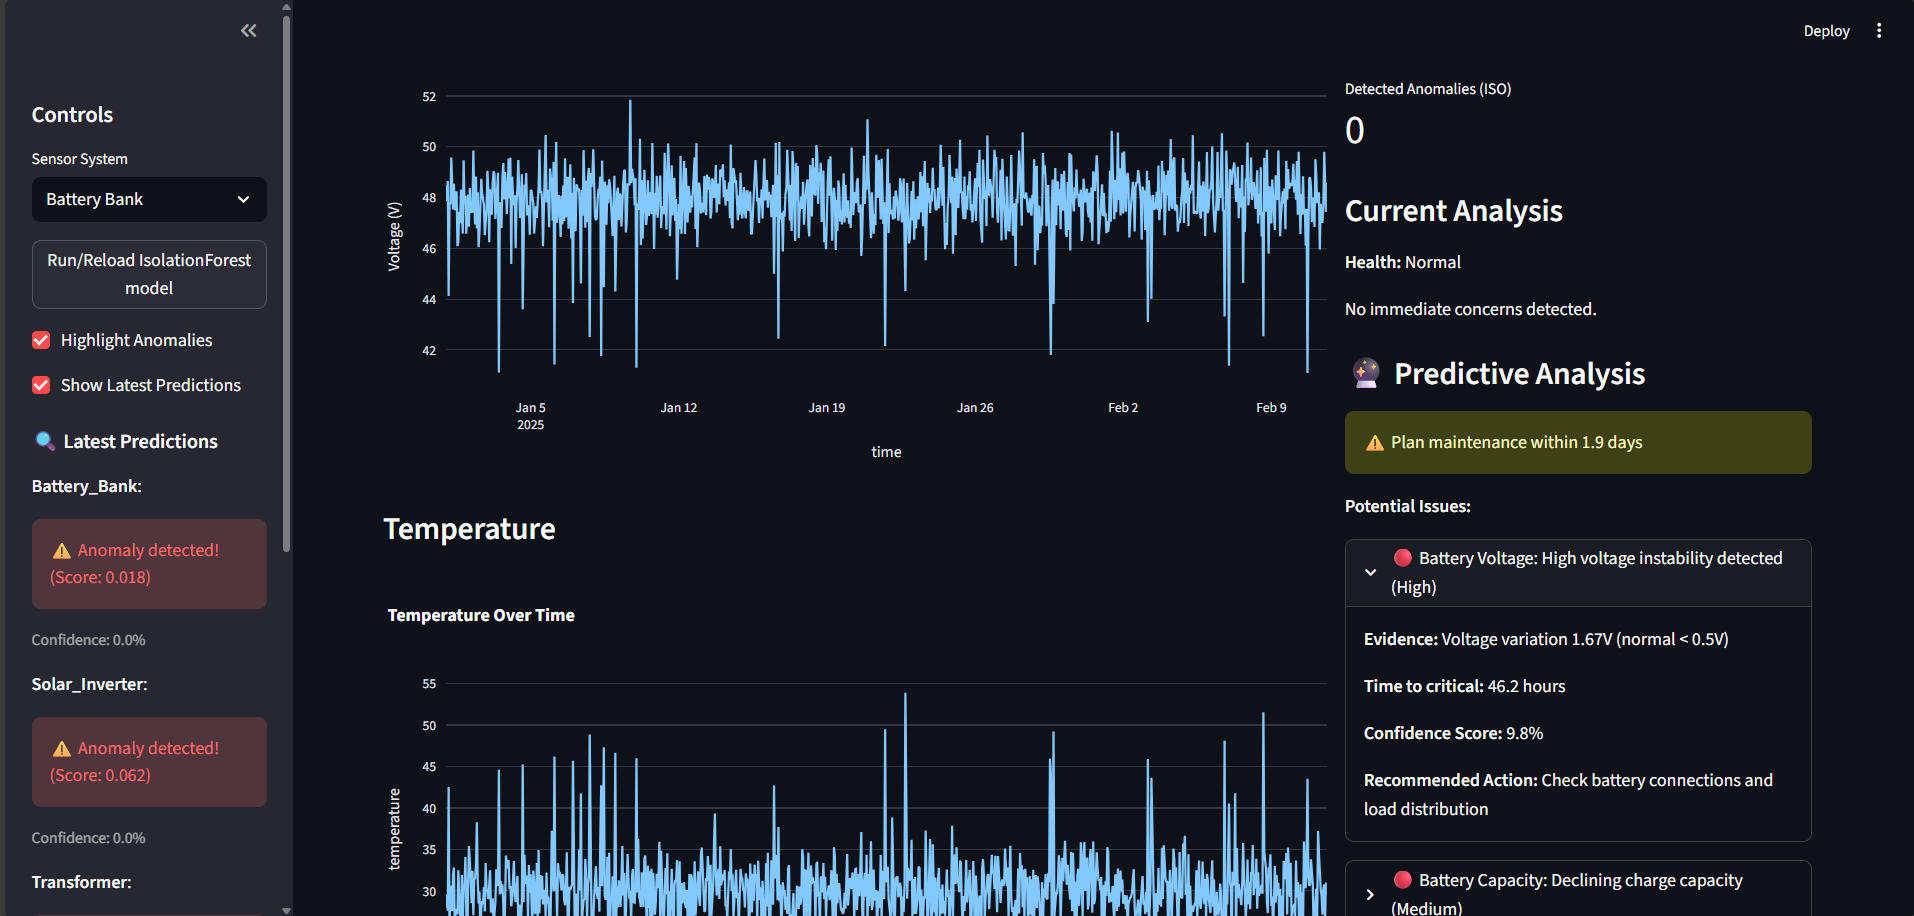 Controls
Sensor System
Battery Bank
Run/Reload IsolationForest
model
Highlight Anomalies
Show Latest Predictions
Latest Predictions
Battery_Bank:
Anomaly detected!
(Score: 0.018)
Confidence: 0.0%
Solar_Inverter:
Anomaly detected!
(Score: 0.062)
Confidence: 0.0%
Transformer:
Deploy
52
50
48
46
44
42
Voltage (V)
Jan 5
2025
Jan 12
Jan 19
Jan 26
Feb 2
Feb 9
time
Temperature
Temperature Over Time
55
50
45
40
35
30
temperature
Detected Anomalies (ISO)
0
Current Analysis
Health: Normal
No immediate concerns detected.
Predictive Analysis
Plan maintenance within 1.9 days
Potential Issues:
Battery Voltage: High voltage instability detected
(High)
Evidence: Voltage variation 1.67V (normal < 0.5V)
Time to critical: 46.2 hours
Confidence Score: 9.8%
Recommended Action: Check battery connections and
load distribution
Battery Capacity: Declining charge capacity
(Medium)